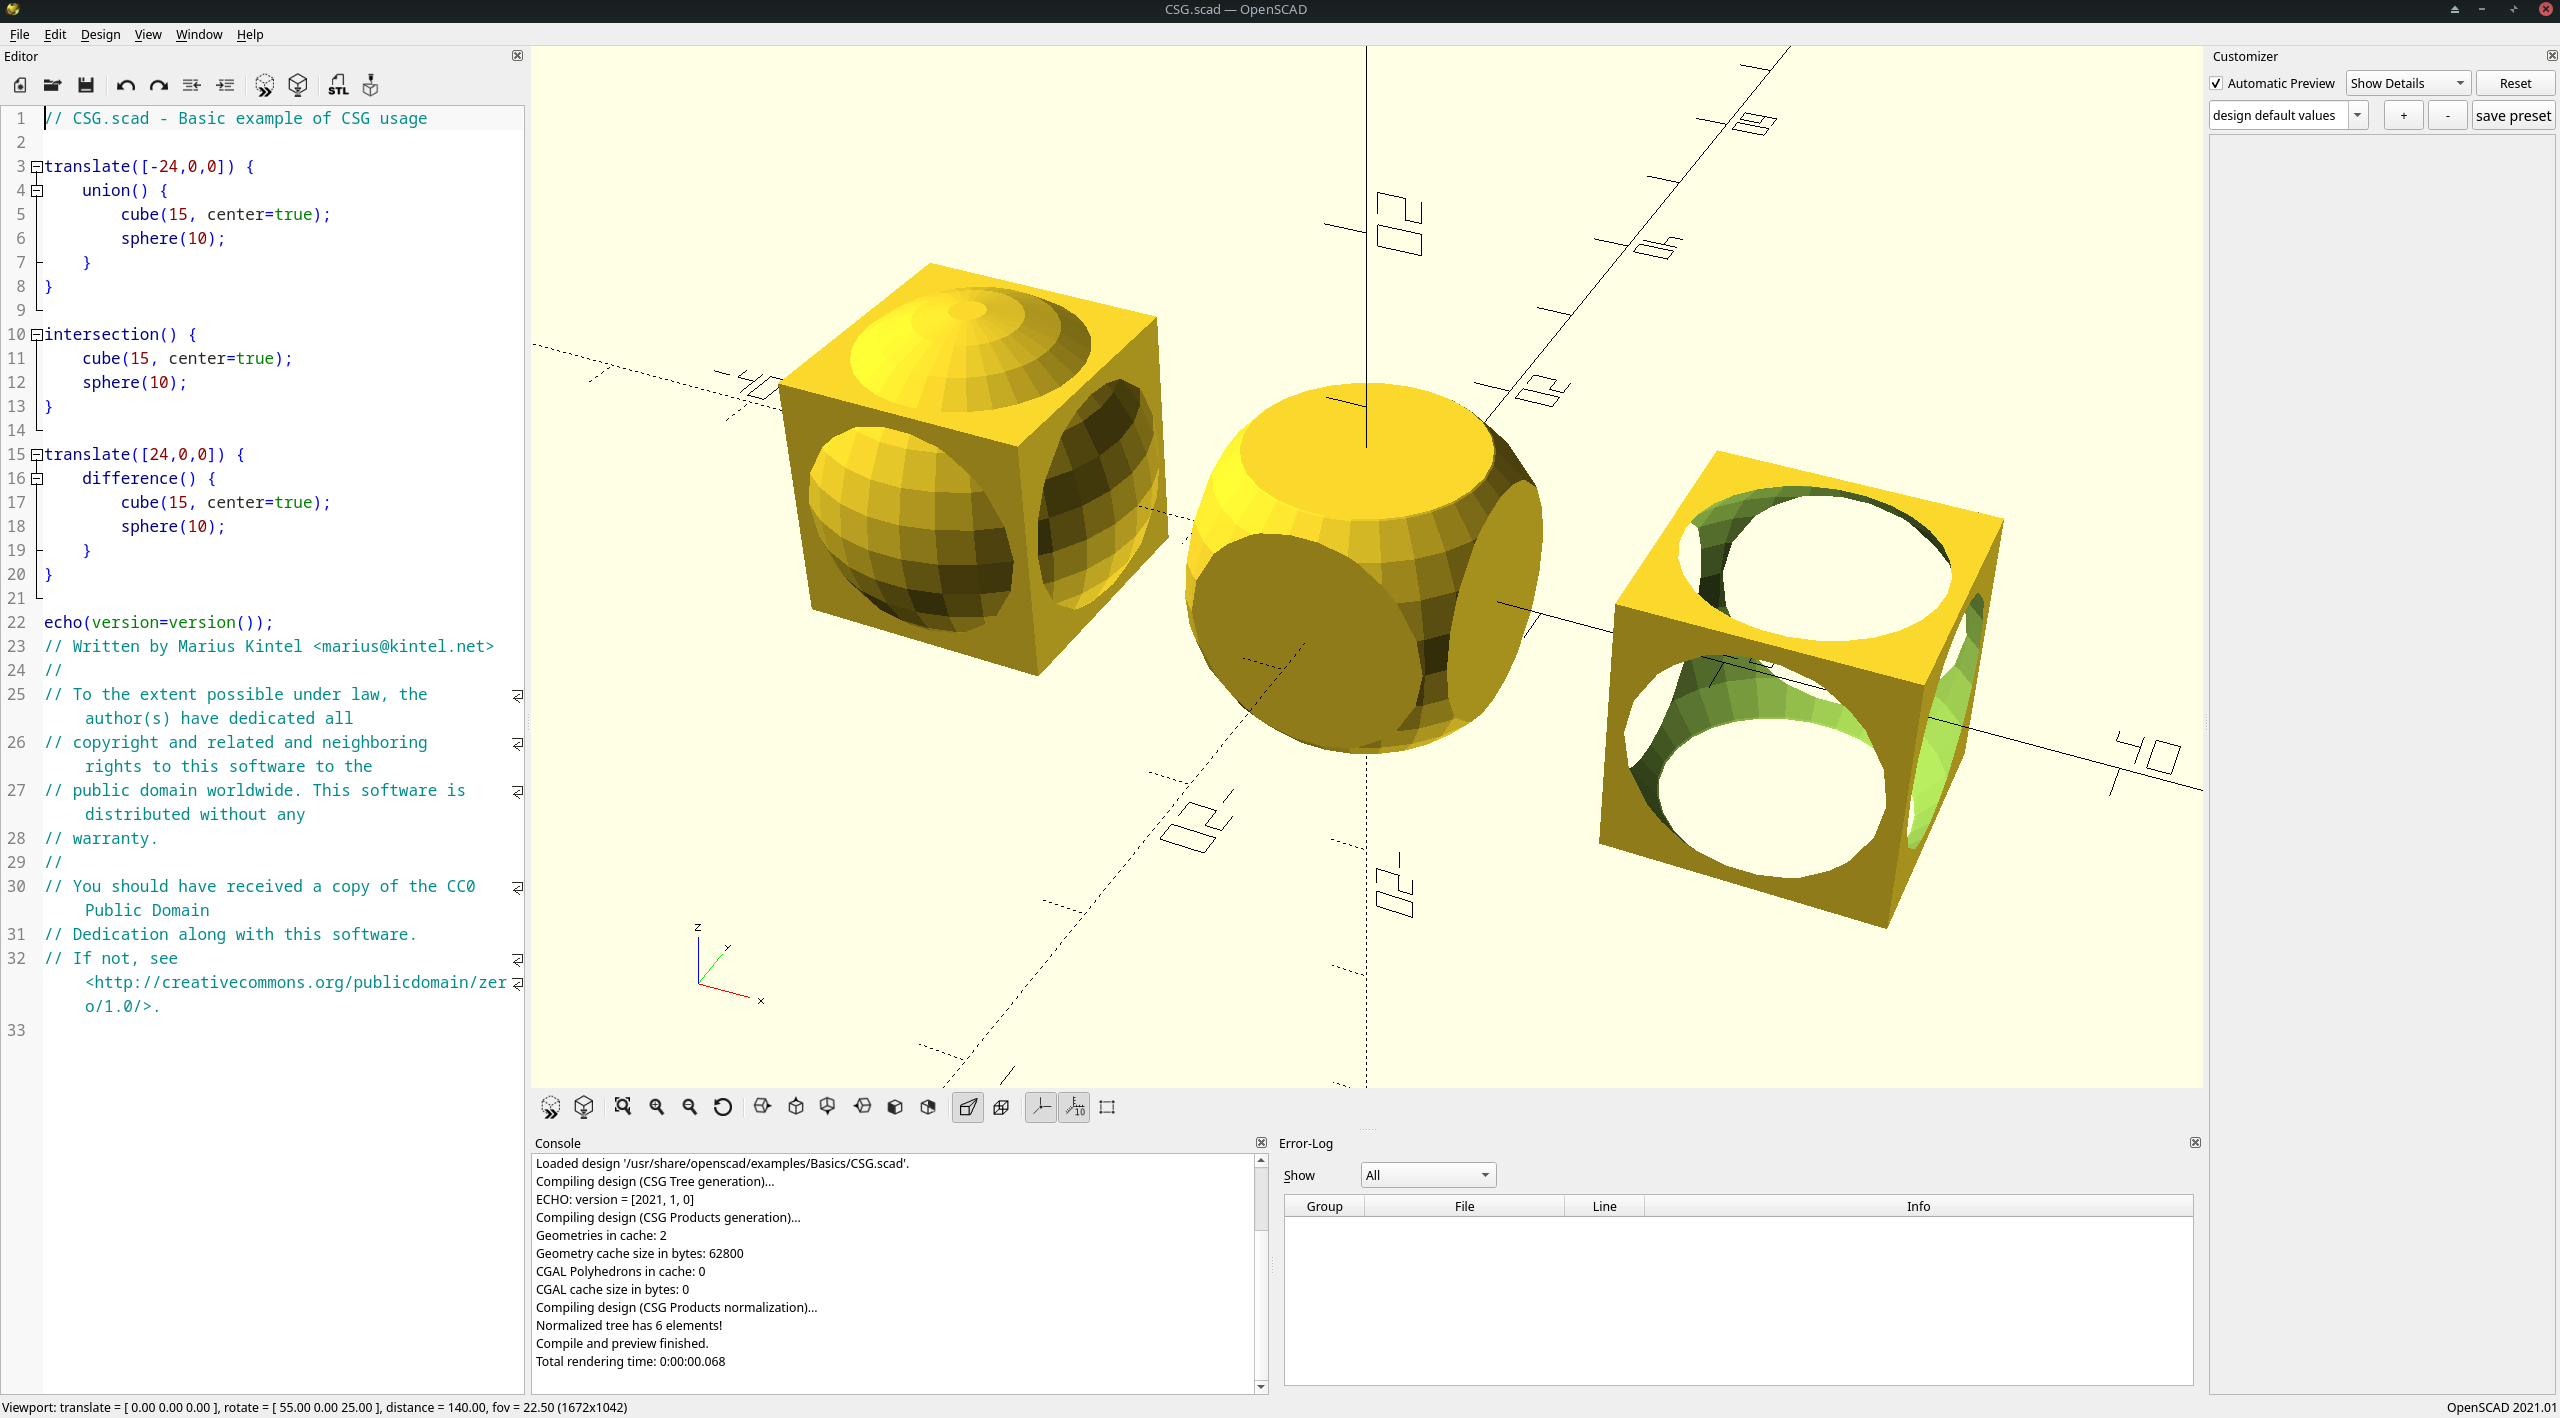 CSG.scad — OpenSCAD
File Edit Design View Window Help
Editor
STL
1 // CSG.scad - Basic example of CSG usage
2
3 translate([-24,0,0]) {
4     union() {
5         cube(15, center=true);
6         sphere(10);
7     }
8 }
9
10 intersection() {
11     cube(15, center=true);
12     sphere(10);
13 }
14
15 translate([24,0,0]) {
16     difference() {
17         cube(15, center=true);
18         sphere(10);
19     }
20 }
21
22 echo(version=version());
23 // Written by Marius Kintel <marius@kintel.net>
24 //
25 // To the extent possible under law, the
author(s) have dedicated all
26 // copyright and related and neighboring
rights to this software to the
27 // public domain worldwide. This software is
distributed without any
28 // warranty.
29 //
30 // You should have received a copy of the CC0
Public Domain
31 // Dedication along with this software.
32 // If not, see
<http://creativecommons.org/publicdomain/zer
o/1.0/>.
33
20
-20
20
40
z
y
x
10
Console
Loaded design '/usr/share/openscad/examples/Basics/CSG.scad'.
Compiling design (CSG Tree generation)...
ECHO: version = [2021, 1, 0]
Compiling design (CSG Products generation)...
Geometries in cache: 2
Geometry cache size in bytes: 62800
CGAL Polyhedrons in cache: 0
CGAL cache size in bytes: 0
Compiling design (CSG Products normalization)...
Normalized tree has 6 elements!
Compile and preview finished.
Total rendering time: 0:00:00.068
Error-Log
Show All
Group File Line Info
Customizer
Automatic Preview Show Details Reset
design default values + - save preset
Viewport: translate = [ 0.00 0.00 0.00 ], rotate = [ 55.00 0.00 25.00 ], distance = 140.00, fov = 22.50 (1672x1042)
OpenSCAD 2021.01